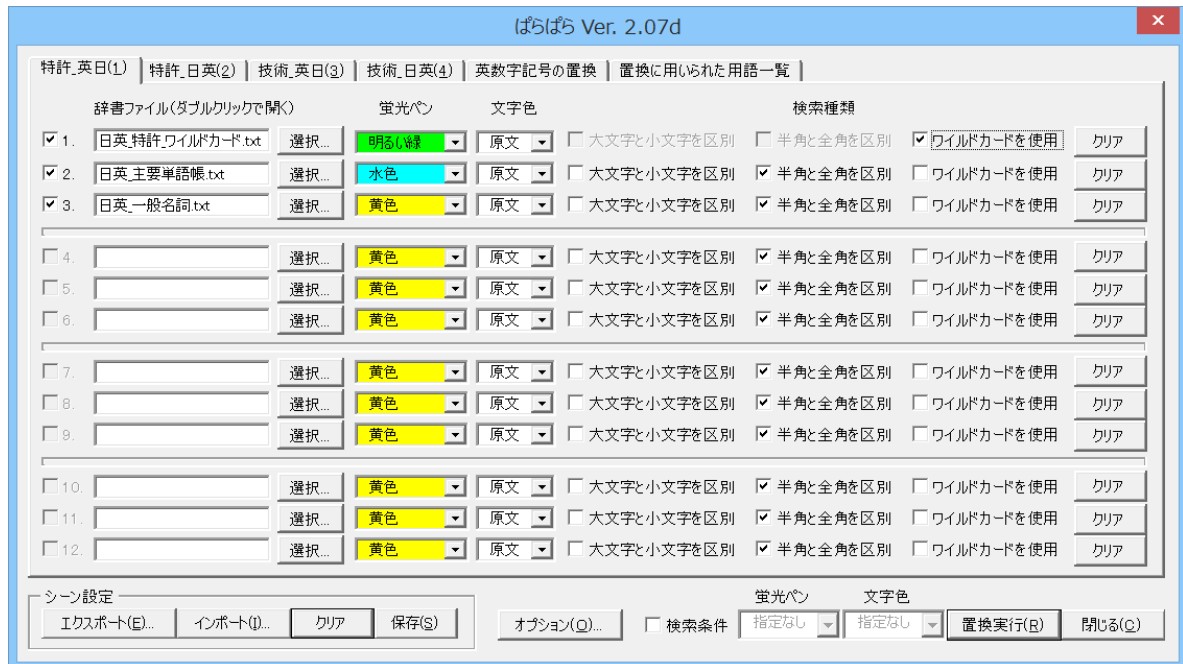 ぱらぱら Ver. 2.07d
特許_英日(1) 特許_日英(2) 技術_英日(3) 技術_日英(4) 英数字記号の置換 置換に用いられた用語一覧
辞書ファイル(ダブルクリックで開く) 蛍光ペン 文字色 検索種類
1. 日英_特許_ワイルドカード.txt 選択... 明るい緑 原文 大文字と小文字を区別 半角と全角を区別 ワイルドカードを使用 クリア
2. 日英_主要単語帳.txt 選択... 水色 原文 大文字と小文字を区別 半角と全角を区別 ワイルドカードを使用 クリア
3. 日英_一般名詞.txt 選択... 黄色 原文 大文字と小文字を区別 半角と全角を区別 ワイルドカードを使用 クリア
4. 選択... 黄色 原文 大文字と小文字を区別 半角と全角を区別 ワイルドカードを使用 クリア
5. 選択... 黄色 原文 大文字と小文字を区別 半角と全角を区別 ワイルドカードを使用 クリア
6. 選択... 黄色 原文 大文字と小文字を区別 半角と全角を区別 ワイルドカードを使用 クリア
7. 選択... 黄色 原文 大文字と小文字を区別 半角と全角を区別 ワイルドカードを使用 クリア
8. 選択... 黄色 原文 大文字と小文字を区別 半角と全角を区別 ワイルドカードを使用 クリア
9. 選択... 黄色 原文 大文字と小文字を区別 半角と全角を区別 ワイルドカードを使用 クリア
10. 選択... 黄色 原文 大文字と小文字を区別 半角と全角を区別 ワイルドカードを使用 クリア
11. 選択... 黄色 原文 大文字と小文字を区別 半角と全角を区別 ワイルドカードを使用 クリア
12. 選択... 黄色 原文 大文字と小文字を区別 半角と全角を区別 ワイルドカードを使用 クリア
シーン設定 蛍光ペン 文字色
エクスポート(E)... インポート(I)... クリア 保存(S) オプション(O)... 検索条件 指定なし 指定なし 置換実行(R) 閉じる(C)